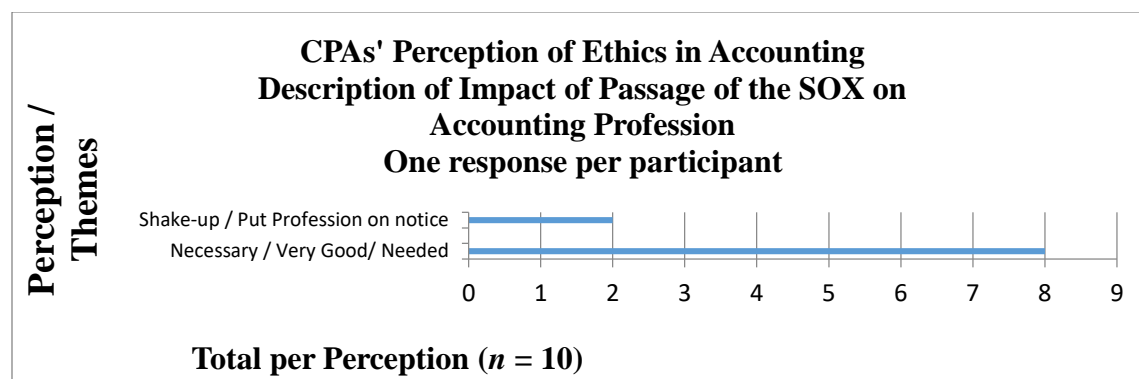 CPAs' Perception of Ethics in Accounting
Description of Impact of Passage of the SOX on
Accounting Profession
One response per participant
Perception /
Themes
Shake-up / Put Profession on notice
Necessary / Very Good/ Needed
0 1 2 3 4 5 6 7 8 9
Total per Perception (n = 10)